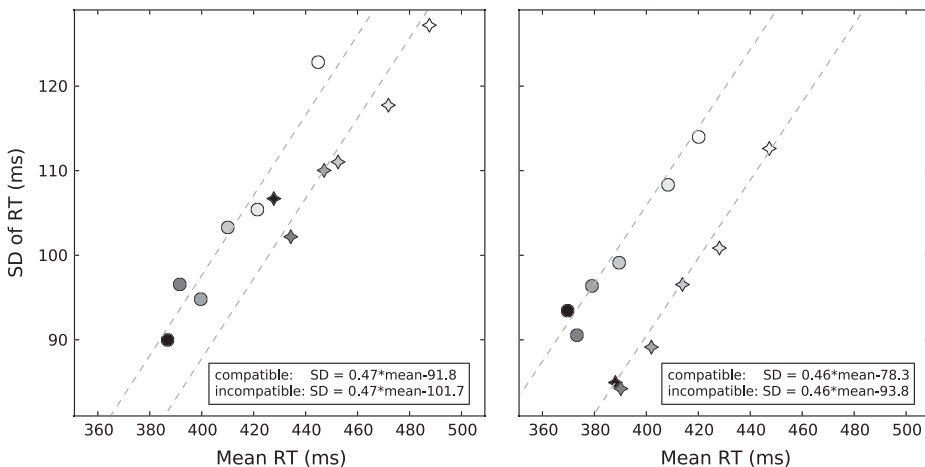 SD of RT (ms)
120
110
100
90
compatible: SD = 0.47*mean-91.8
incompatible: SD = 0.47*mean-101.7
360 380 400 420 440 460 480 500
Mean RT (ms)
compatible: SD = 0.46*mean-78.3
incompatible: SD = 0.46*mean-93.8
360 380 400 420 440 460 480 500
Mean RT (ms)